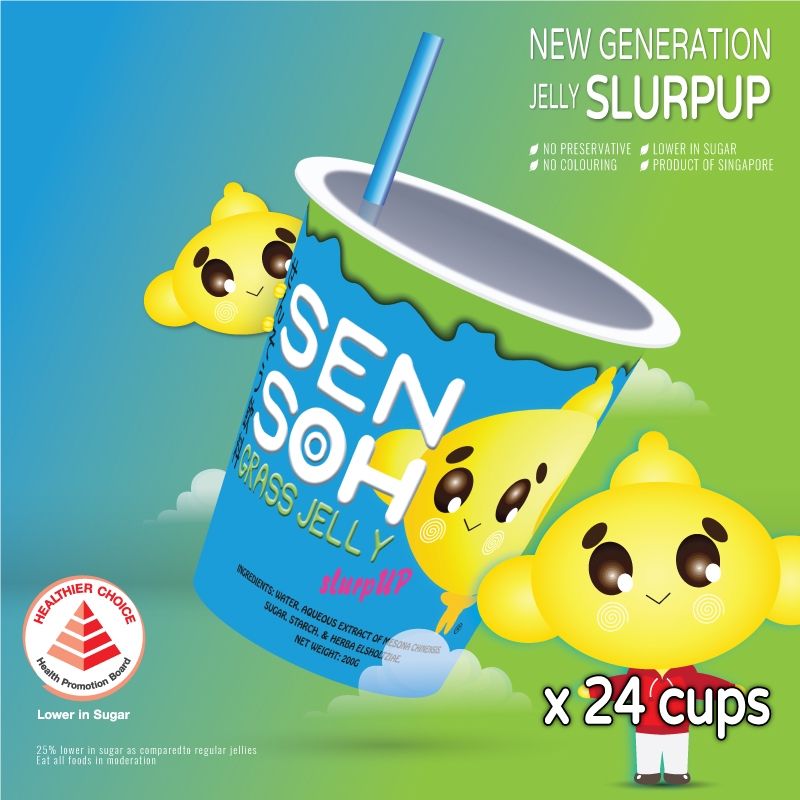 NEW GENERATION
JELLY SLURPUP
NO PRESERVATIVE
LOWER IN SUGAR
NO COLOURING
PRODUCT OF SINGAPORE
SEN
SOH
GRASS JELLY
slurpUP
INGREDIENTS: WATER, AQUEOUS EXTRACT OF MESONA CHINENSIS
SUGAR, STARCH, & HERBA ELSHOLTZIAE.
NET WEIGHT: 200G
®
HEALTHIER CHOICE
Health Promotion Board
Lower in Sugar
x 24 cups
25% lower in sugar as comparedto regular jellies
Eat all foods in moderation